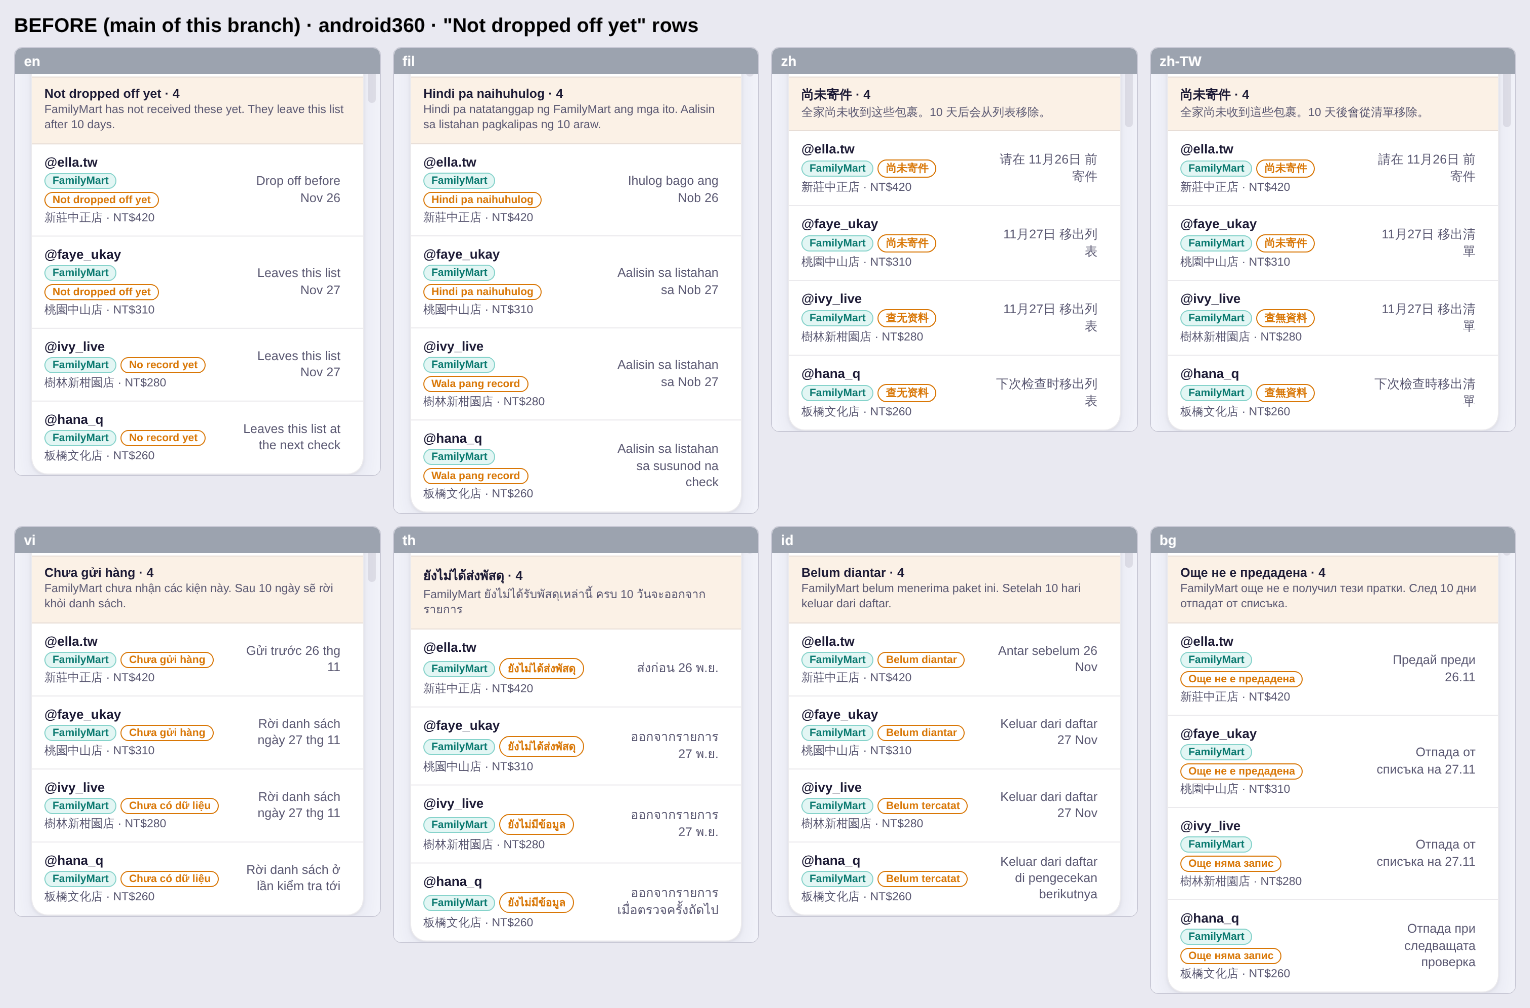 BEFORE (main of this branch) · android360 · "Not dropped off yet" rows
en
Not dropped off yet · 4
FamilyMart has not received these yet. They leave this list
after 10 days.
@ella.tw
FamilyMart
Not dropped off yet
新莊中正店 · NT$420
Drop off before
Nov 26
@faye_ukay
FamilyMart
Not dropped off yet
桃園中山店 · NT$310
Leaves this list
Nov 27
@ivy_live
FamilyMart No record yet
樹林新柑園店 · NT$280
Leaves this list
Nov 27
@hana_q
FamilyMart No record yet
板橋文化店 · NT$260
Leaves this list at
the next check
fil
Hindi pa naihuhulog · 4
Hindi pa natatanggap ng FamilyMart ang mga ito. Aalisin
sa listahan pagkalipas ng 10 araw.
@ella.tw
FamilyMart
Hindi pa naihuhulog
新莊中正店 · NT$420
Ihulog bago ang
Nob 26
@faye_ukay
FamilyMart
Hindi pa naihuhulog
桃園中山店 · NT$310
Aalisin sa listahan
sa Nob 27
@ivy_live
FamilyMart
Wala pang record
樹林新柑園店 · NT$280
Aalisin sa listahan
sa Nob 27
@hana_q
FamilyMart
Wala pang record
板橋文化店 · NT$260
Aalisin sa listahan
sa susunod na
check
zh
尚未寄件 · 4
全家尚未收到这些包裹。10 天后会从列表移除。
@ella.tw
FamilyMart 尚未寄件
新莊中正店 · NT$420
请在 11月26日 前
寄件
@faye_ukay
FamilyMart 尚未寄件
桃園中山店 · NT$310
11月27日 移出列
表
@ivy_live
FamilyMart 查无资料
樹林新柑園店 · NT$280
11月27日 移出列
表
@hana_q
FamilyMart 查无资料
板橋文化店 · NT$260
下次检查时移出列
表
zh-TW
尚未寄件 · 4
全家尚未收到這些包裹。10 天後會從清單移除。
@ella.tw
FamilyMart 尚未寄件
新莊中正店 · NT$420
請在 11月26日 前
寄件
@faye_ukay
FamilyMart 尚未寄件
桃園中山店 · NT$310
11月27日 移出清
單
@ivy_live
FamilyMart 查無資料
樹林新柑園店 · NT$280
11月27日 移出清
單
@hana_q
FamilyMart 查無資料
板橋文化店 · NT$260
下次檢查時移出清
單
vi
Chưa gửi hàng · 4
FamilyMart chưa nhận các kiện này. Sau 10 ngày sẽ rời
khỏi danh sách.
@ella.tw
FamilyMart Chưa gửi hàng
新莊中正店 · NT$420
Gửi trước 26 thg
11
@faye_ukay
FamilyMart Chưa gửi hàng
桃園中山店 · NT$310
Rời danh sách
ngày 27 thg 11
@ivy_live
FamilyMart Chưa có dữ liệu
樹林新柑園店 · NT$280
Rời danh sách
ngày 27 thg 11
@hana_q
FamilyMart Chưa có dữ liệu
板橋文化店 · NT$260
Rời danh sách ở
lần kiểm tra tới
th
ยังไม่ได้ส่งพัสดุ · 4
FamilyMart ยังไม่ได้รับพัสดุเหล่านี้ ครบ 10 วันจะออกจาก
รายการ
@ella.tw
FamilyMart ยังไม่ได้ส่งพัสดุ
新莊中正店 · NT$420
ส่งก่อน 26 พ.ย.
@faye_ukay
FamilyMart ยังไม่ได้ส่งพัสดุ
桃園中山店 · NT$310
ออกจากรายการ
27 พ.ย.
@ivy_live
FamilyMart ยังไม่มีข้อมูล
樹林新柑園店 · NT$280
ออกจากรายการ
27 พ.ย.
@hana_q
FamilyMart ยังไม่มีข้อมูล
板橋文化店 · NT$260
ออกจากรายการ
เมื่อตรวจครั้งถัดไป
id
Belum diantar · 4
FamilyMart belum menerima paket ini. Setelah 10 hari
keluar dari daftar.
@ella.tw
FamilyMart Belum diantar
新莊中正店 · NT$420
Antar sebelum 26
Nov
@faye_ukay
FamilyMart Belum diantar
桃園中山店 · NT$310
Keluar dari daftar
27 Nov
@ivy_live
FamilyMart Belum tercatat
樹林新柑園店 · NT$280
Keluar dari daftar
27 Nov
@hana_q
FamilyMart Belum tercatat
板橋文化店 · NT$260
Keluar dari daftar
di pengecekan
berikutnya
bg
Още не е предадена · 4
FamilyMart още не е получил тези пратки. След 10 дни
отпадат от списъка.
@ella.tw
FamilyMart
Още не е предадена
新莊中正店 · NT$420
Предай преди
26.11
@faye_ukay
FamilyMart
Още не е предадена
桃園中山店 · NT$310
Отпада от
списъка на 27.11
@ivy_live
FamilyMart
Още няма запис
樹林新柑園店 · NT$280
Отпада от
списъка на 27.11
@hana_q
FamilyMart
Още няма запис
板橋文化店 · NT$260
Отпада при
следващата
проверка